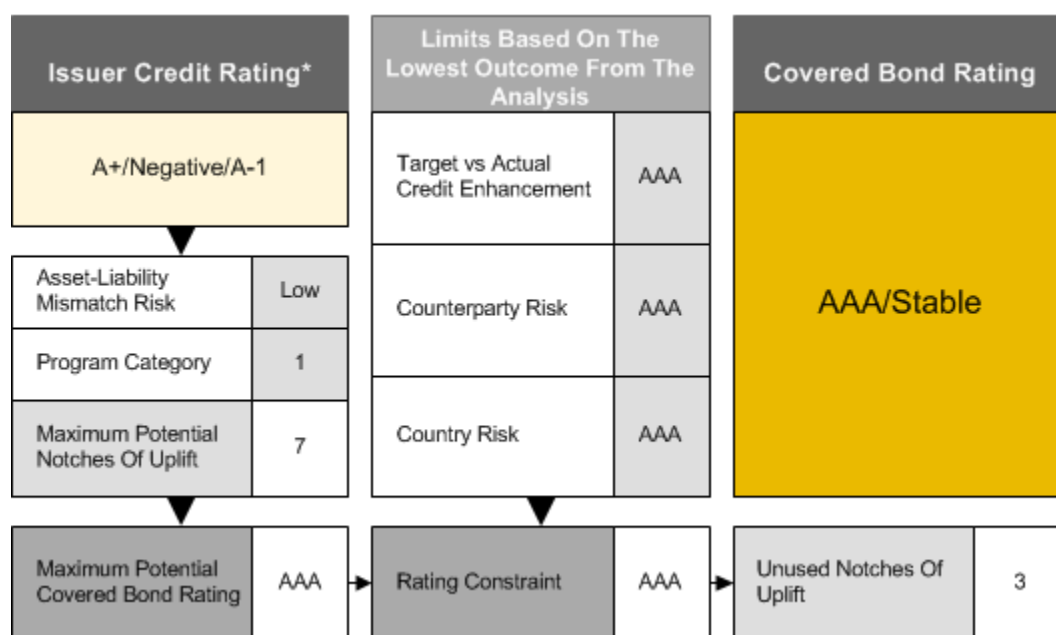 Issuer Credit Rating*
A+/Negative/A-1
Asset-Liability
Mismatch Risk
Low
Program Category
1
Maximum Potential
Notches Of Uplift
7
Maximum Potential
Covered Bond Rating
AAA
Limits Based On The
Lowest Outcome From The
Analysis
Target vs Actual
Credit Enhancement
AAA
Counterparty Risk
AAA
Country Risk
AAA
Rating Constraint
AAA
Covered Bond Rating
AAA/Stable
Unused Notches Of
Uplift
3